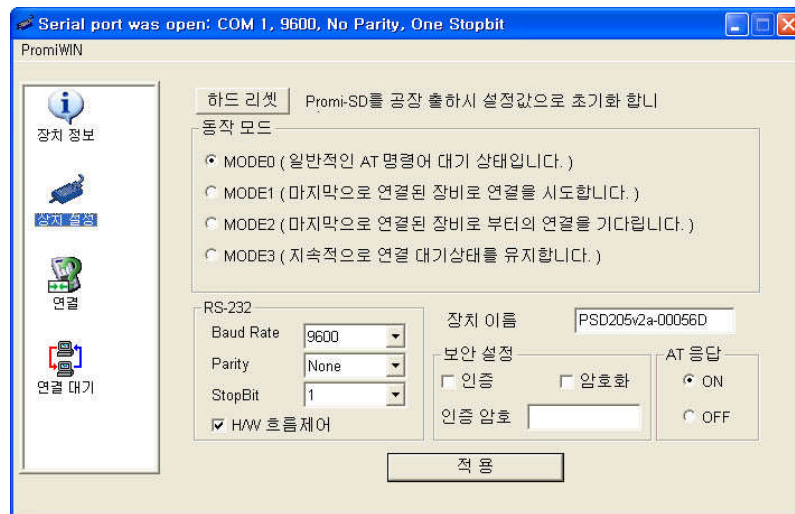 Serial port was open: COM 1, 9600, No Parity, One Stopbit
PromiWIN
장치 정보
장치 설정
연결
연결 대기
하드 리셋 Promi-SD를 공장 출하시 설정값으로 초기화 합니
동작 모드
MODE0 ( 일반적인 AT 명령어 대기 상태입니다. )
MODE1 ( 마지막으로 연결된 장비로 연결을 시도합니다. )
MODE2 ( 마지막으로 연결된 장비로 부터의 연결을 기다립니다. )
MODE3 ( 지속적으로 연결 대기상태를 유지합니다. )
RS-232
Baud Rate 9600
Parity None
StopBit 1
H/W 흐름제어
장치 이름 PSD205v2a-00056D
보안 설정
인증 암호화
인증 암호
AT 응답
ON
OFF
적 용